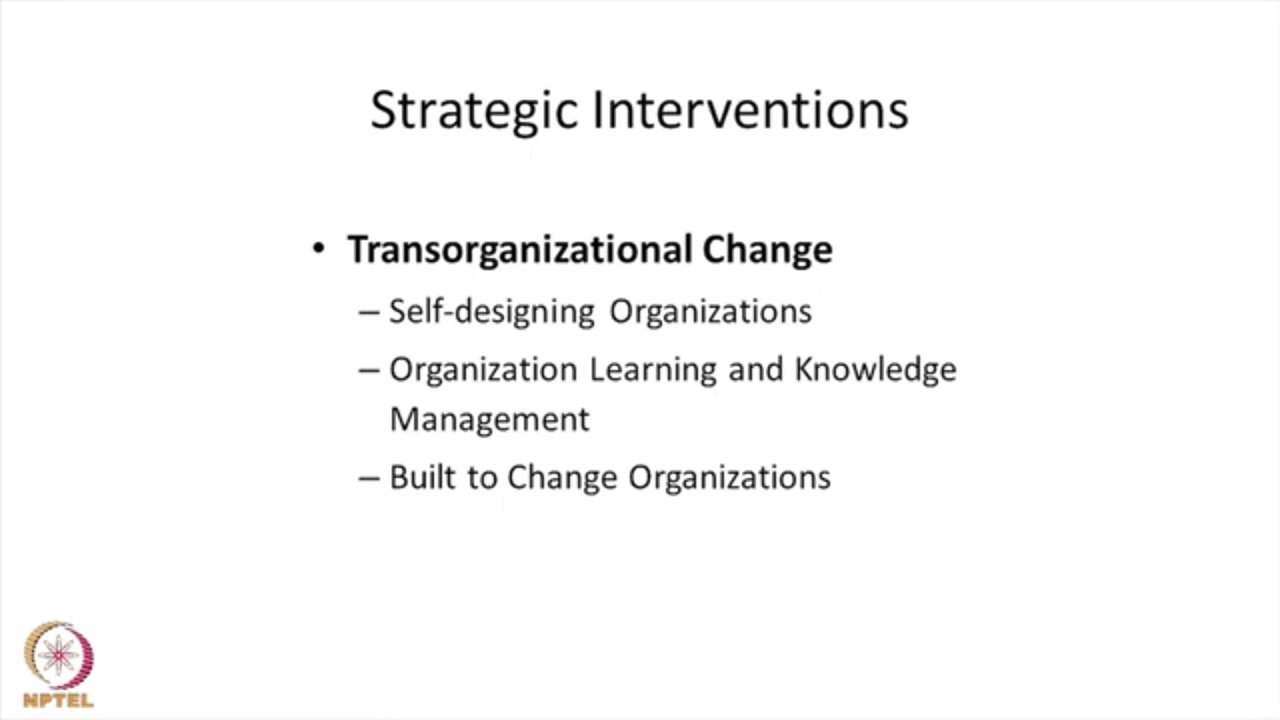 Strategic Interventions
• Transorganizational Change
– Self-designing Organizations
– Organization Learning and Knowledge
Management
– Built to Change Organizations
NPTEL